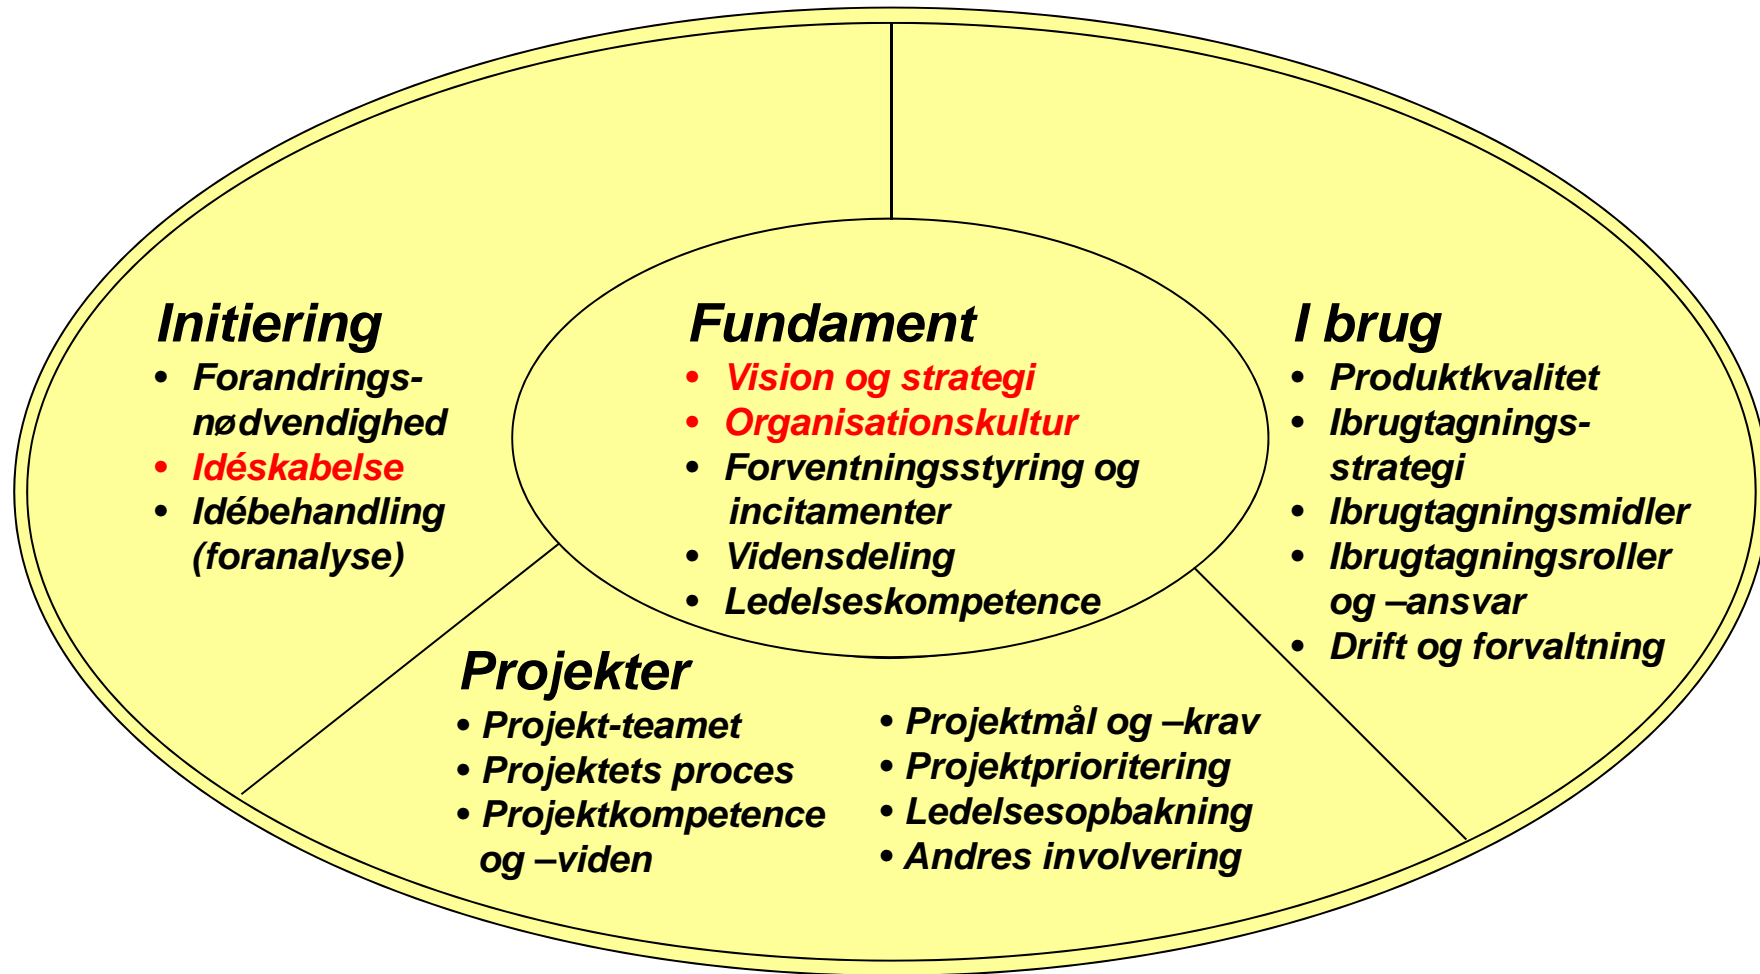 Initiering
• Forandrings-
nødvendighed
• Idéskabelse
• Idébehandling
(foranalyse)
Fundament
• Vision og strategi
• Organisationskultur
• Forventningsstyring og
incitamenter
• Vidensdeling
• Ledelseskompetence
I brug
• Produktkvalitet
• Ibrugtagnings-
strategi
• Ibrugtagningsmidler
• Ibrugtagningsroller
og –ansvar
• Drift og forvaltning
Projekter
• Projekt-teamet
• Projektets proces
• Projektkompetence
og –viden
• Projektmål og –krav
• Projektprioritering
• Ledelsesopbakning
• Andres involvering